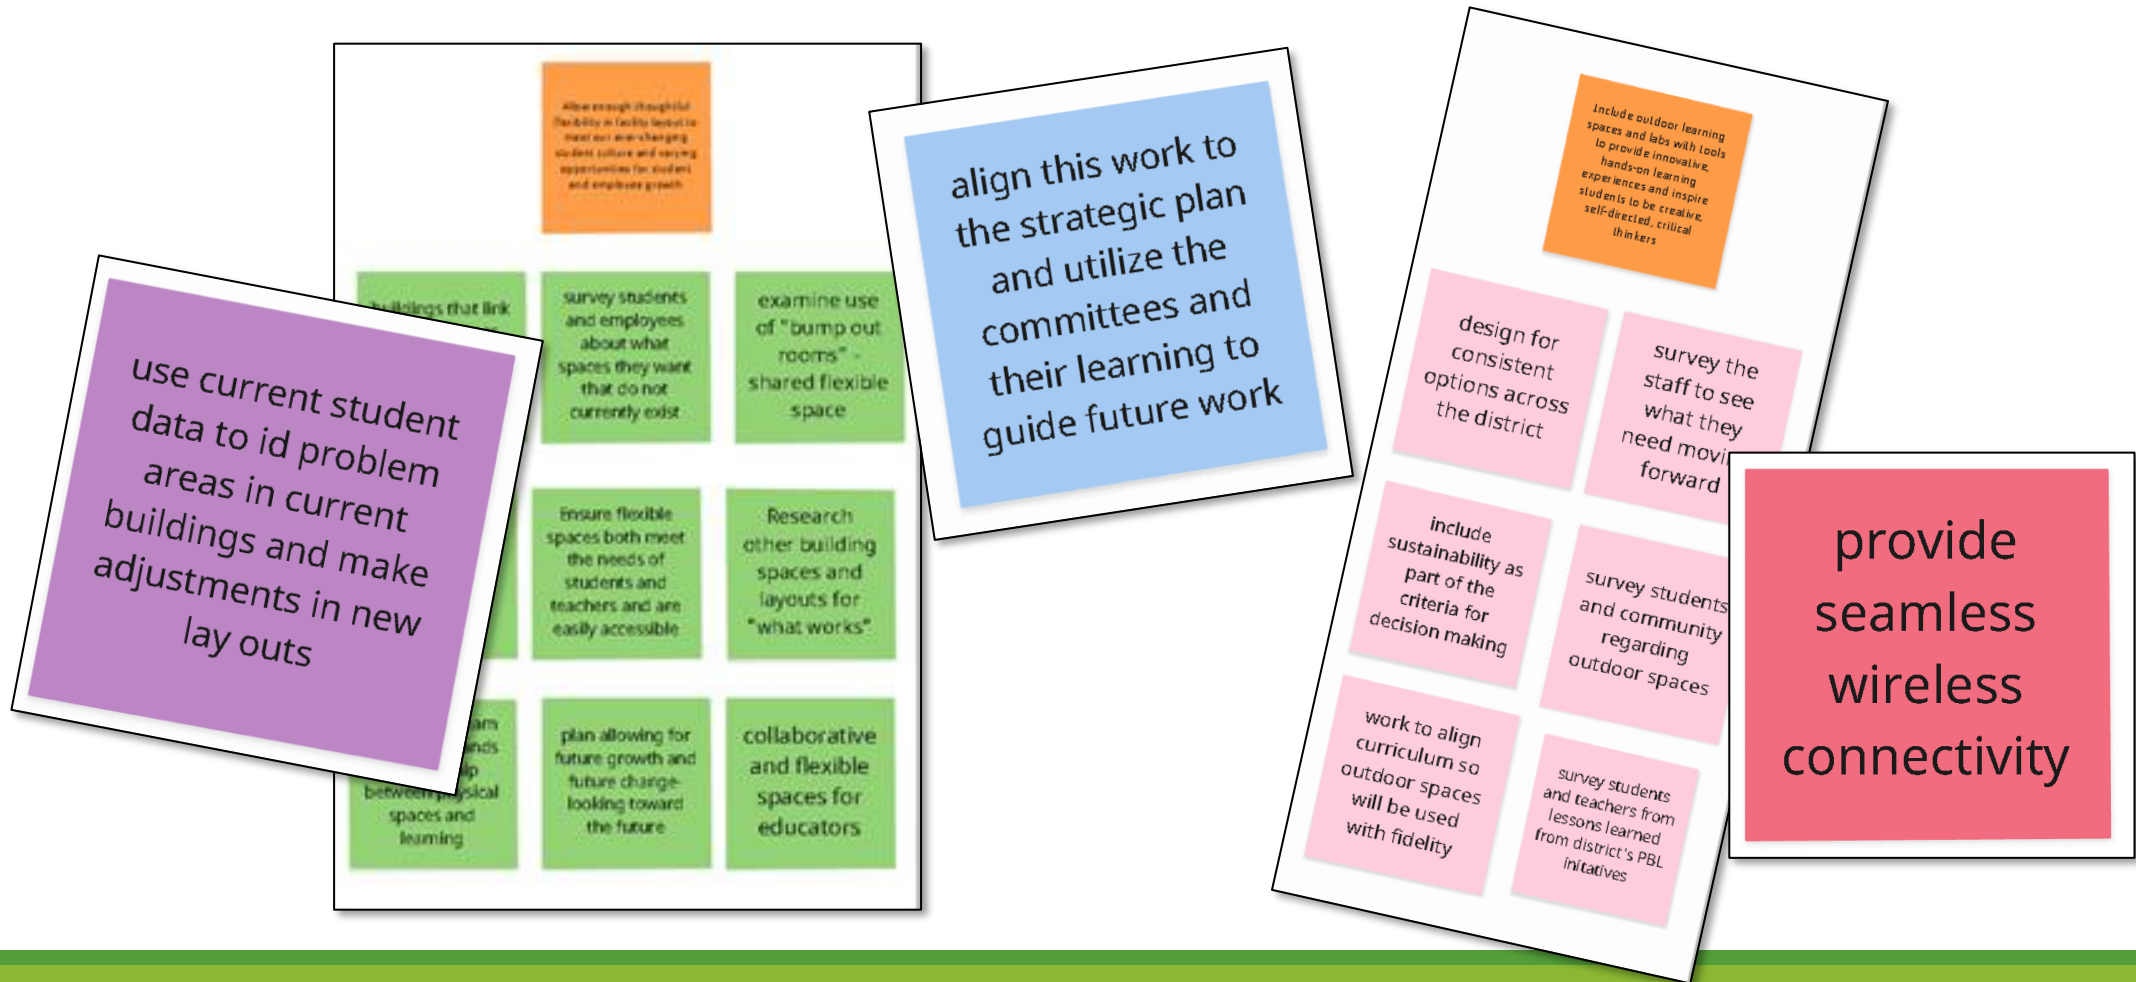 Allow enough thoughtful
flexibility in facility layout to
meet our ever-changing
student culture and varying
opportunities for student
and employee growth
buildings that link
survey students
and employees
about what
spaces they want
that do not
currently exist
examine use
of "bump out
rooms" -
shared flexible
space
Ensure flexible
spaces both meet
the needs of
students and
teachers and are
easily accessible
Research
other building
spaces and
layouts for
"what works"
between physical
spaces and
learning
plan allowing for
future growth and
future change-
looking toward
the future
collaborative
and flexible
spaces for
educators
use current student
data to id problem
areas in current
buildings and make
adjustments in new
lay outs
align this work to
the strategic plan
and utilize the
committees and
their learning to
guide future work
Include outdoor learning
spaces and labs with tools
to provide innovative,
hands-on learning
experiences and inspire
students to be creative,
self-directed, critical
thinkers
design for
consistent
options across
the district
survey the
staff to see
what they
need
forward
include
sustainability as
part of the
criteria for
decision making
survey students
and community
regarding
outdoor spaces
work to align
curriculum so
outdoor spaces
will be used
with fidelity
survey students
and teachers from
lessons learned
from district's PBL
initatives
provide
seamless
wireless
connectivity